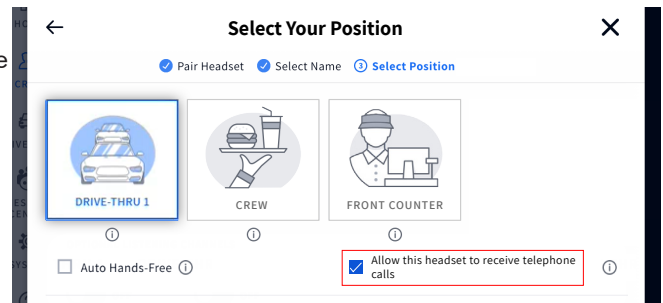 Select Your Position
Pair Headset Select Name 3 Select Position
DRIVE-THRU 1
CREW
FRONT COUNTER
Auto Hands-Free
Allow this headset to receive telephone
calls